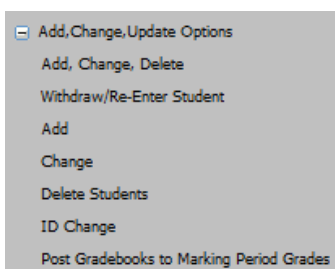 Add,Change,Update Options
Add, Change, Delete
Withdraw/Re-Enter Student
Add
Change
Delete Students
ID Change
Post Gradebooks to Marking Period Grades